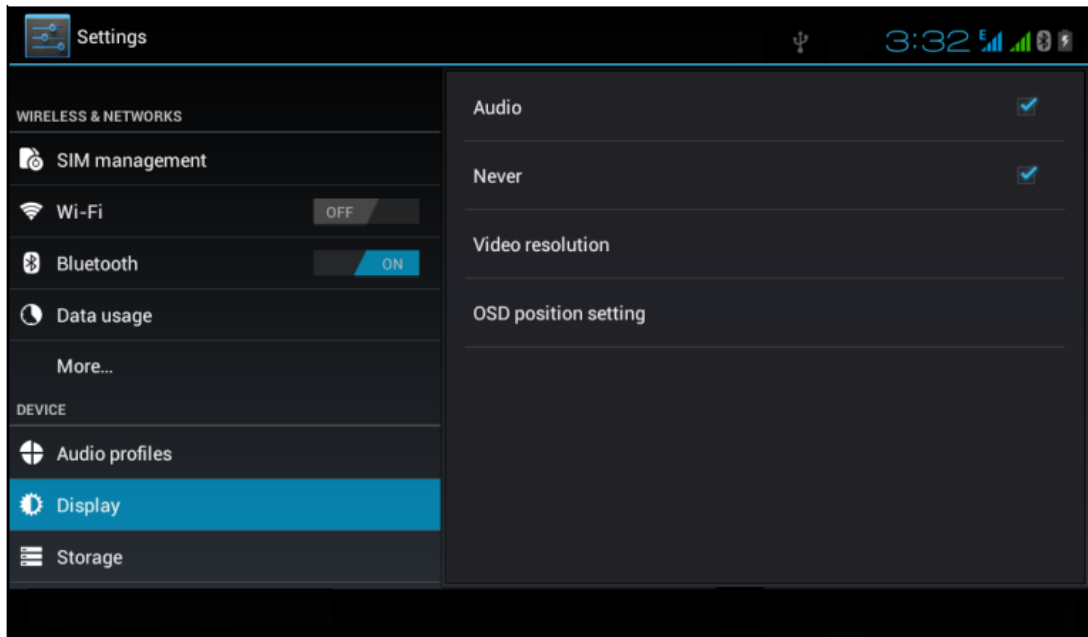 Settings
3:32
E
WIRELESS & NETWORKS
SIM management
Wi-Fi
OFF
Bluetooth
ON
Data usage
More...
DEVICE
Audio profiles
Display
Storage
Audio
Never
Video resolution
OSD position setting